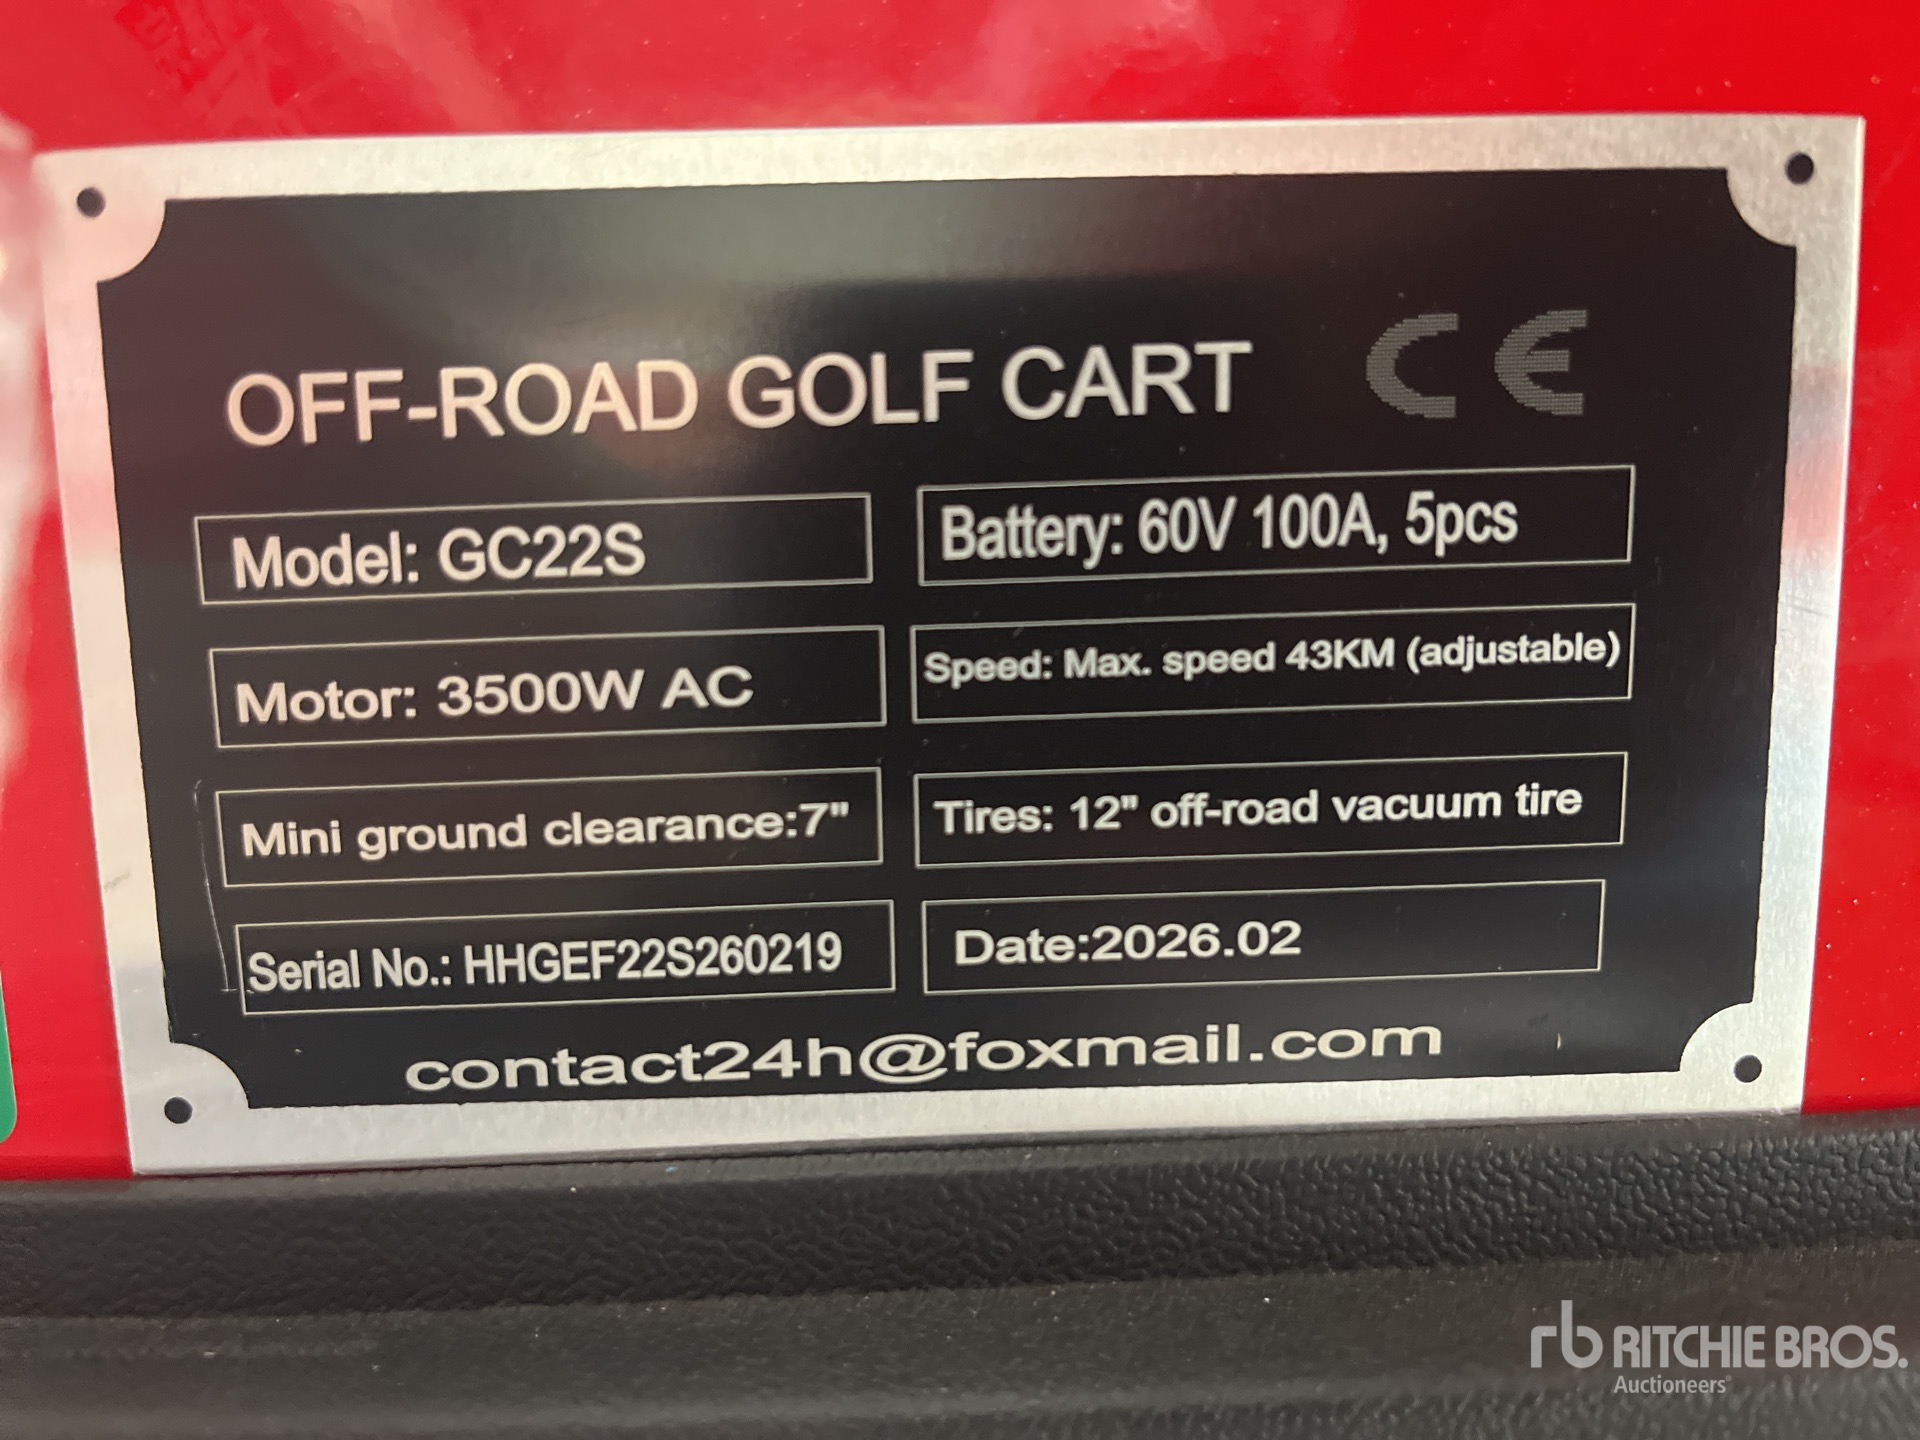 OFF-ROAD GOLF CART CE
Model: GC22S
Battery: 60V 100A, 5pcs
Motor: 3500W AC
Speed: Max. speed 43KM (adjustable)
Mini ground clearance:7"
Tires: 12" off-road vacuum tire
Serial No.: HHGEF22S260219
Date:2026.02
contact24h@foxmail.com
rb RITCHIE BROS.
Auctioneers